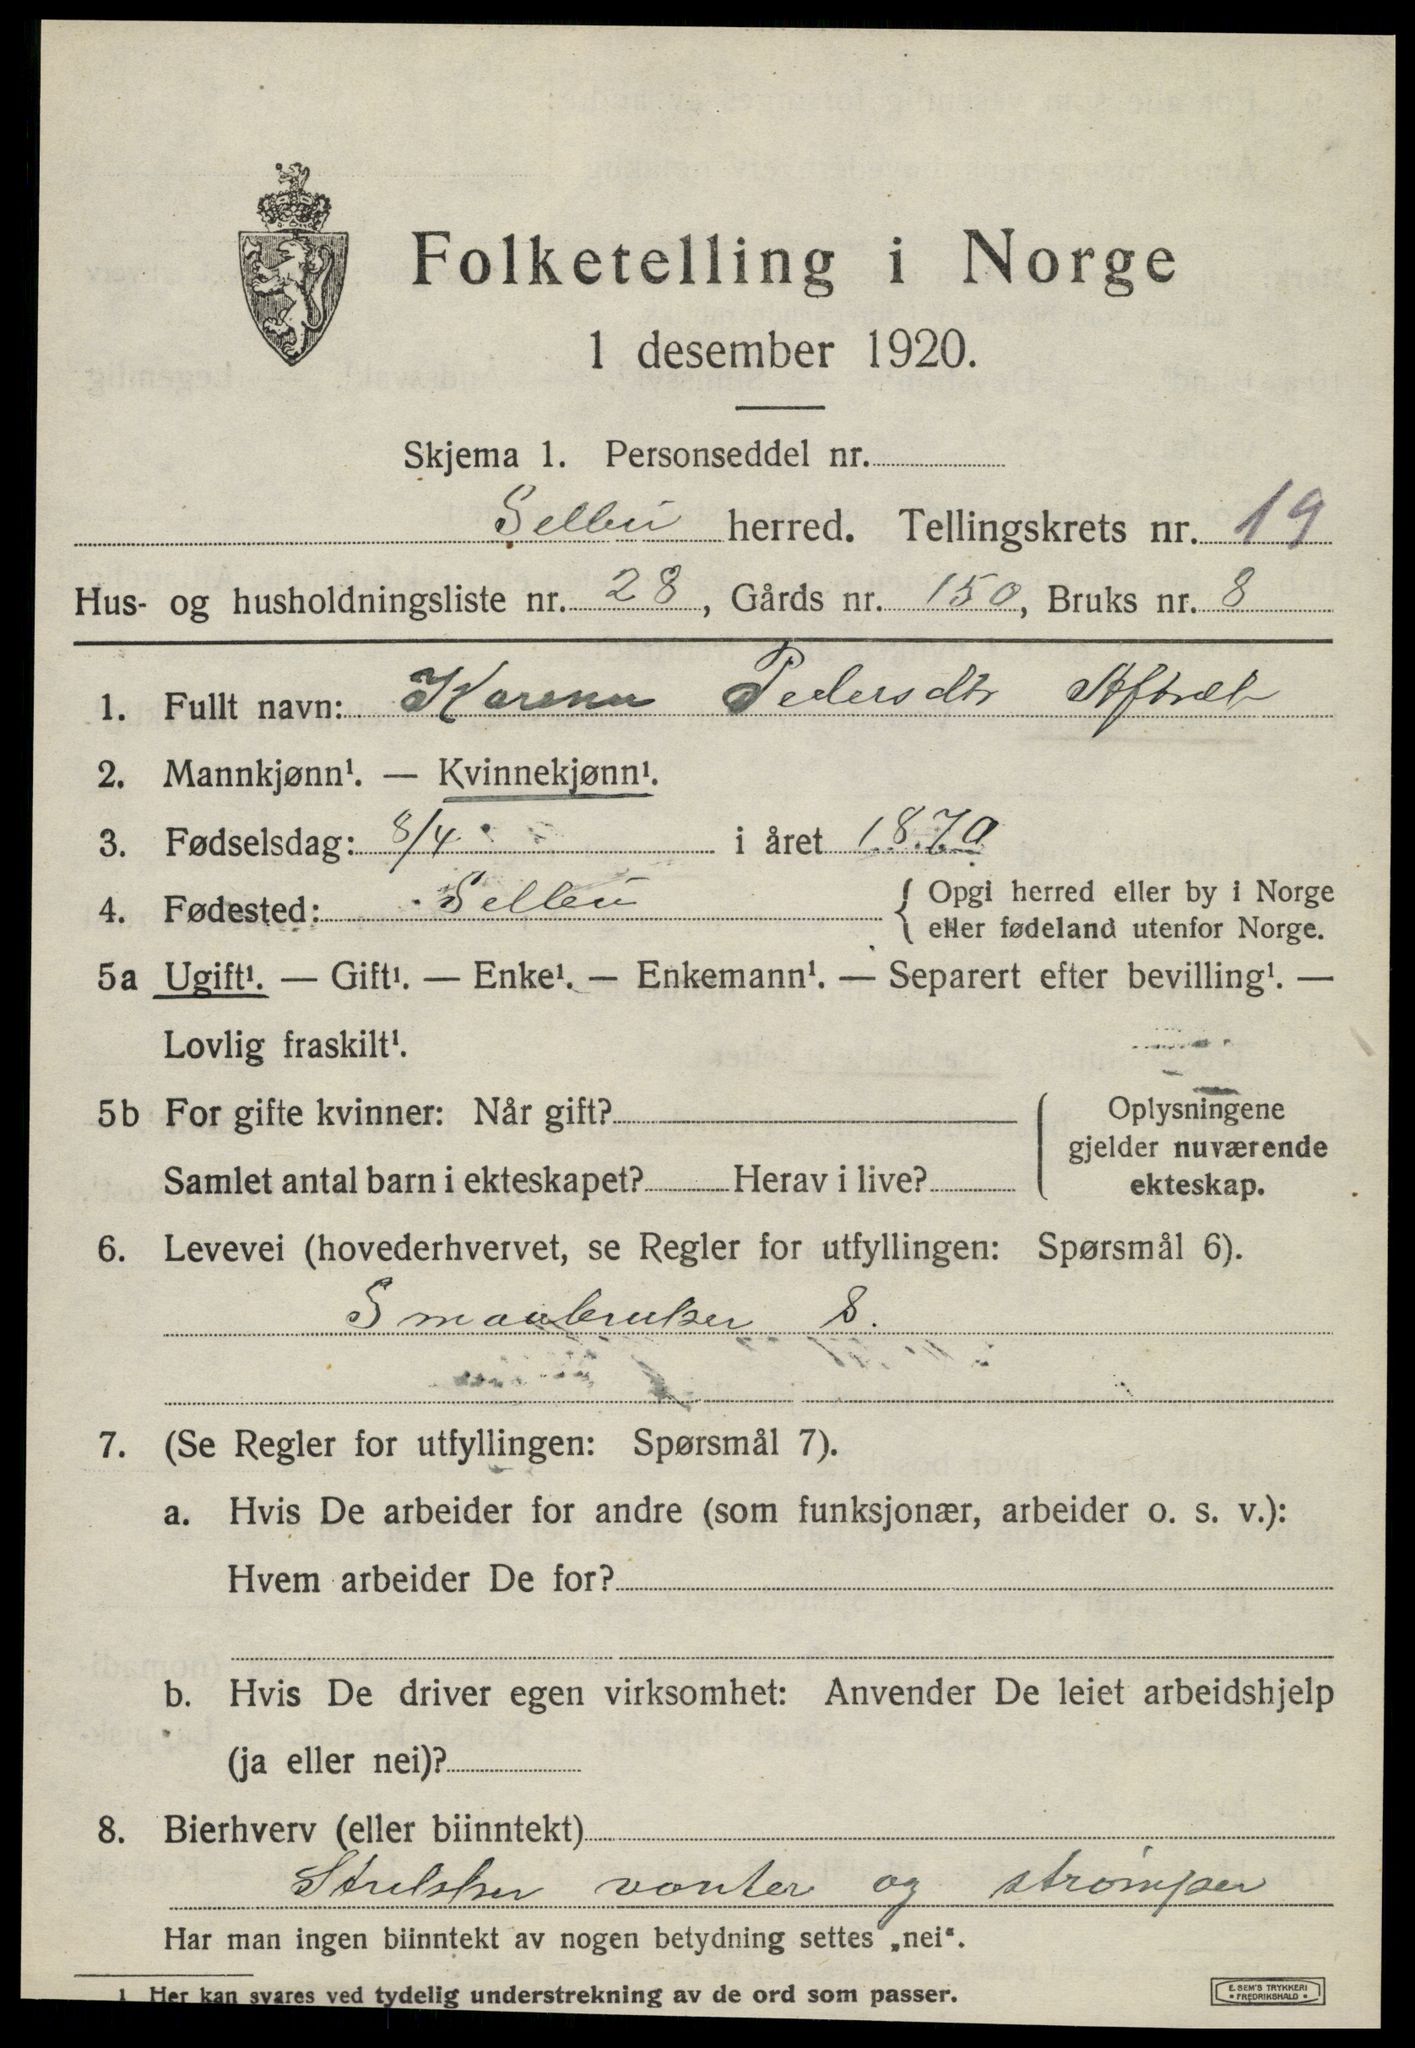 Folketelling i Norge
1 desember 1920.
Skjema 1. Personseddel nr.
Selbu herred. Tellingskrets nr. 19
Hus- og husholdningsliste nr. 28, Gårds nr. 150, Bruks nr. 8
1. Fullt navn: Karen Pedersdtr Aftret
2. Mannkjønn¹. — Kvinnekjønn¹.
3. Fødselsdag: 8/4 i året 1870
4. Fødested: Selbu { Opgi herred eller by i Norge
eller fødeland utenfor Norge.
5a Ugift¹. — Gift¹. — Enke¹. — Enkemann¹. — Separert efter bevilling¹. —
Lovlig fraskilt¹.
5b For gifte kvinner: Når gift?
Samlet antal barn i ekteskapet? Herav i live?
Oplysningene
gjelder nuværende
ekteskap.
6. Levevei (hovederhvervet, se Regler for utfyllingen: Spørsmål 6).
Smaabruker S.
7. (Se Regler for utfyllingen: Spørsmål 7).
a. Hvis De arbeider for andre (som funksjonær, arbeider o. s. v.):
Hvem arbeider De for?
b. Hvis De driver egen virksomhet: Anvender De leiet arbeidshjelp
(ja eller nei)?
8. Bierhverv (eller biinntekt)
Strikker vanter og strømper
Har man ingen biinntekt av nogen betydning settes „nei“.
1 Her kan svares ved tydelig understrekning av de ord som passer.
E. SEM'S TRYKKERI
• FREDRIKSHALD •